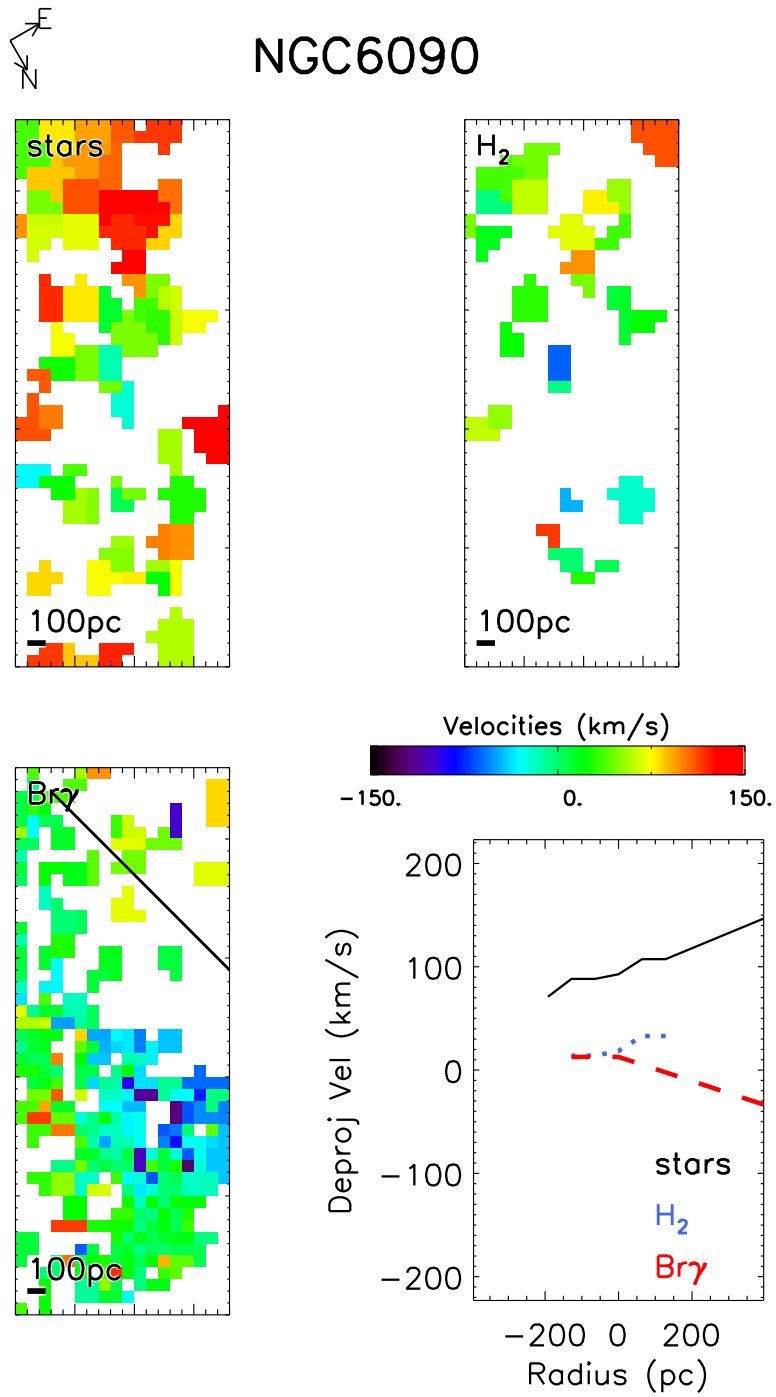 E
N
NGC6090
stars
H2
100pc
100pc
Velocities (km/s)
-150. 0. 150.
Brγ
100pc
200
100
0
-100
-200
Deproj Vel (km/s)
stars
H2
Brγ
-200 0 200
Radius (pc)